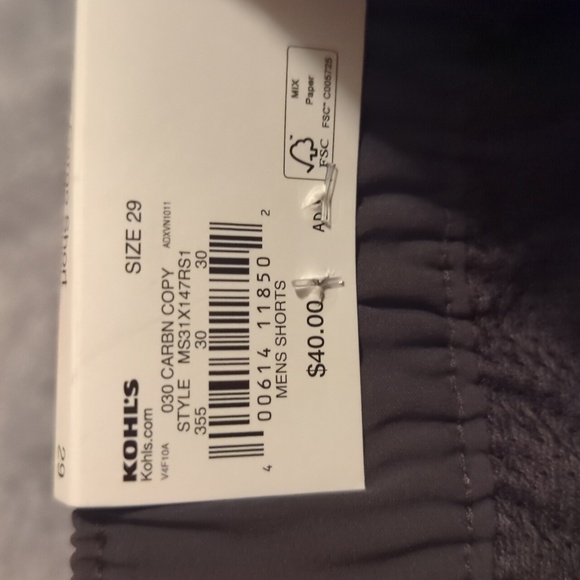 KOHL'S
Kohls.com
V4F10A
SIZE 29
030 CARBN COPY
ADXVN1011
STYLE MS31X147RS1
355 30 30
4 00614 11850 2
MENS SHORTS
$40.00
MIX
Paper
FSC
FSC™ C005725
29